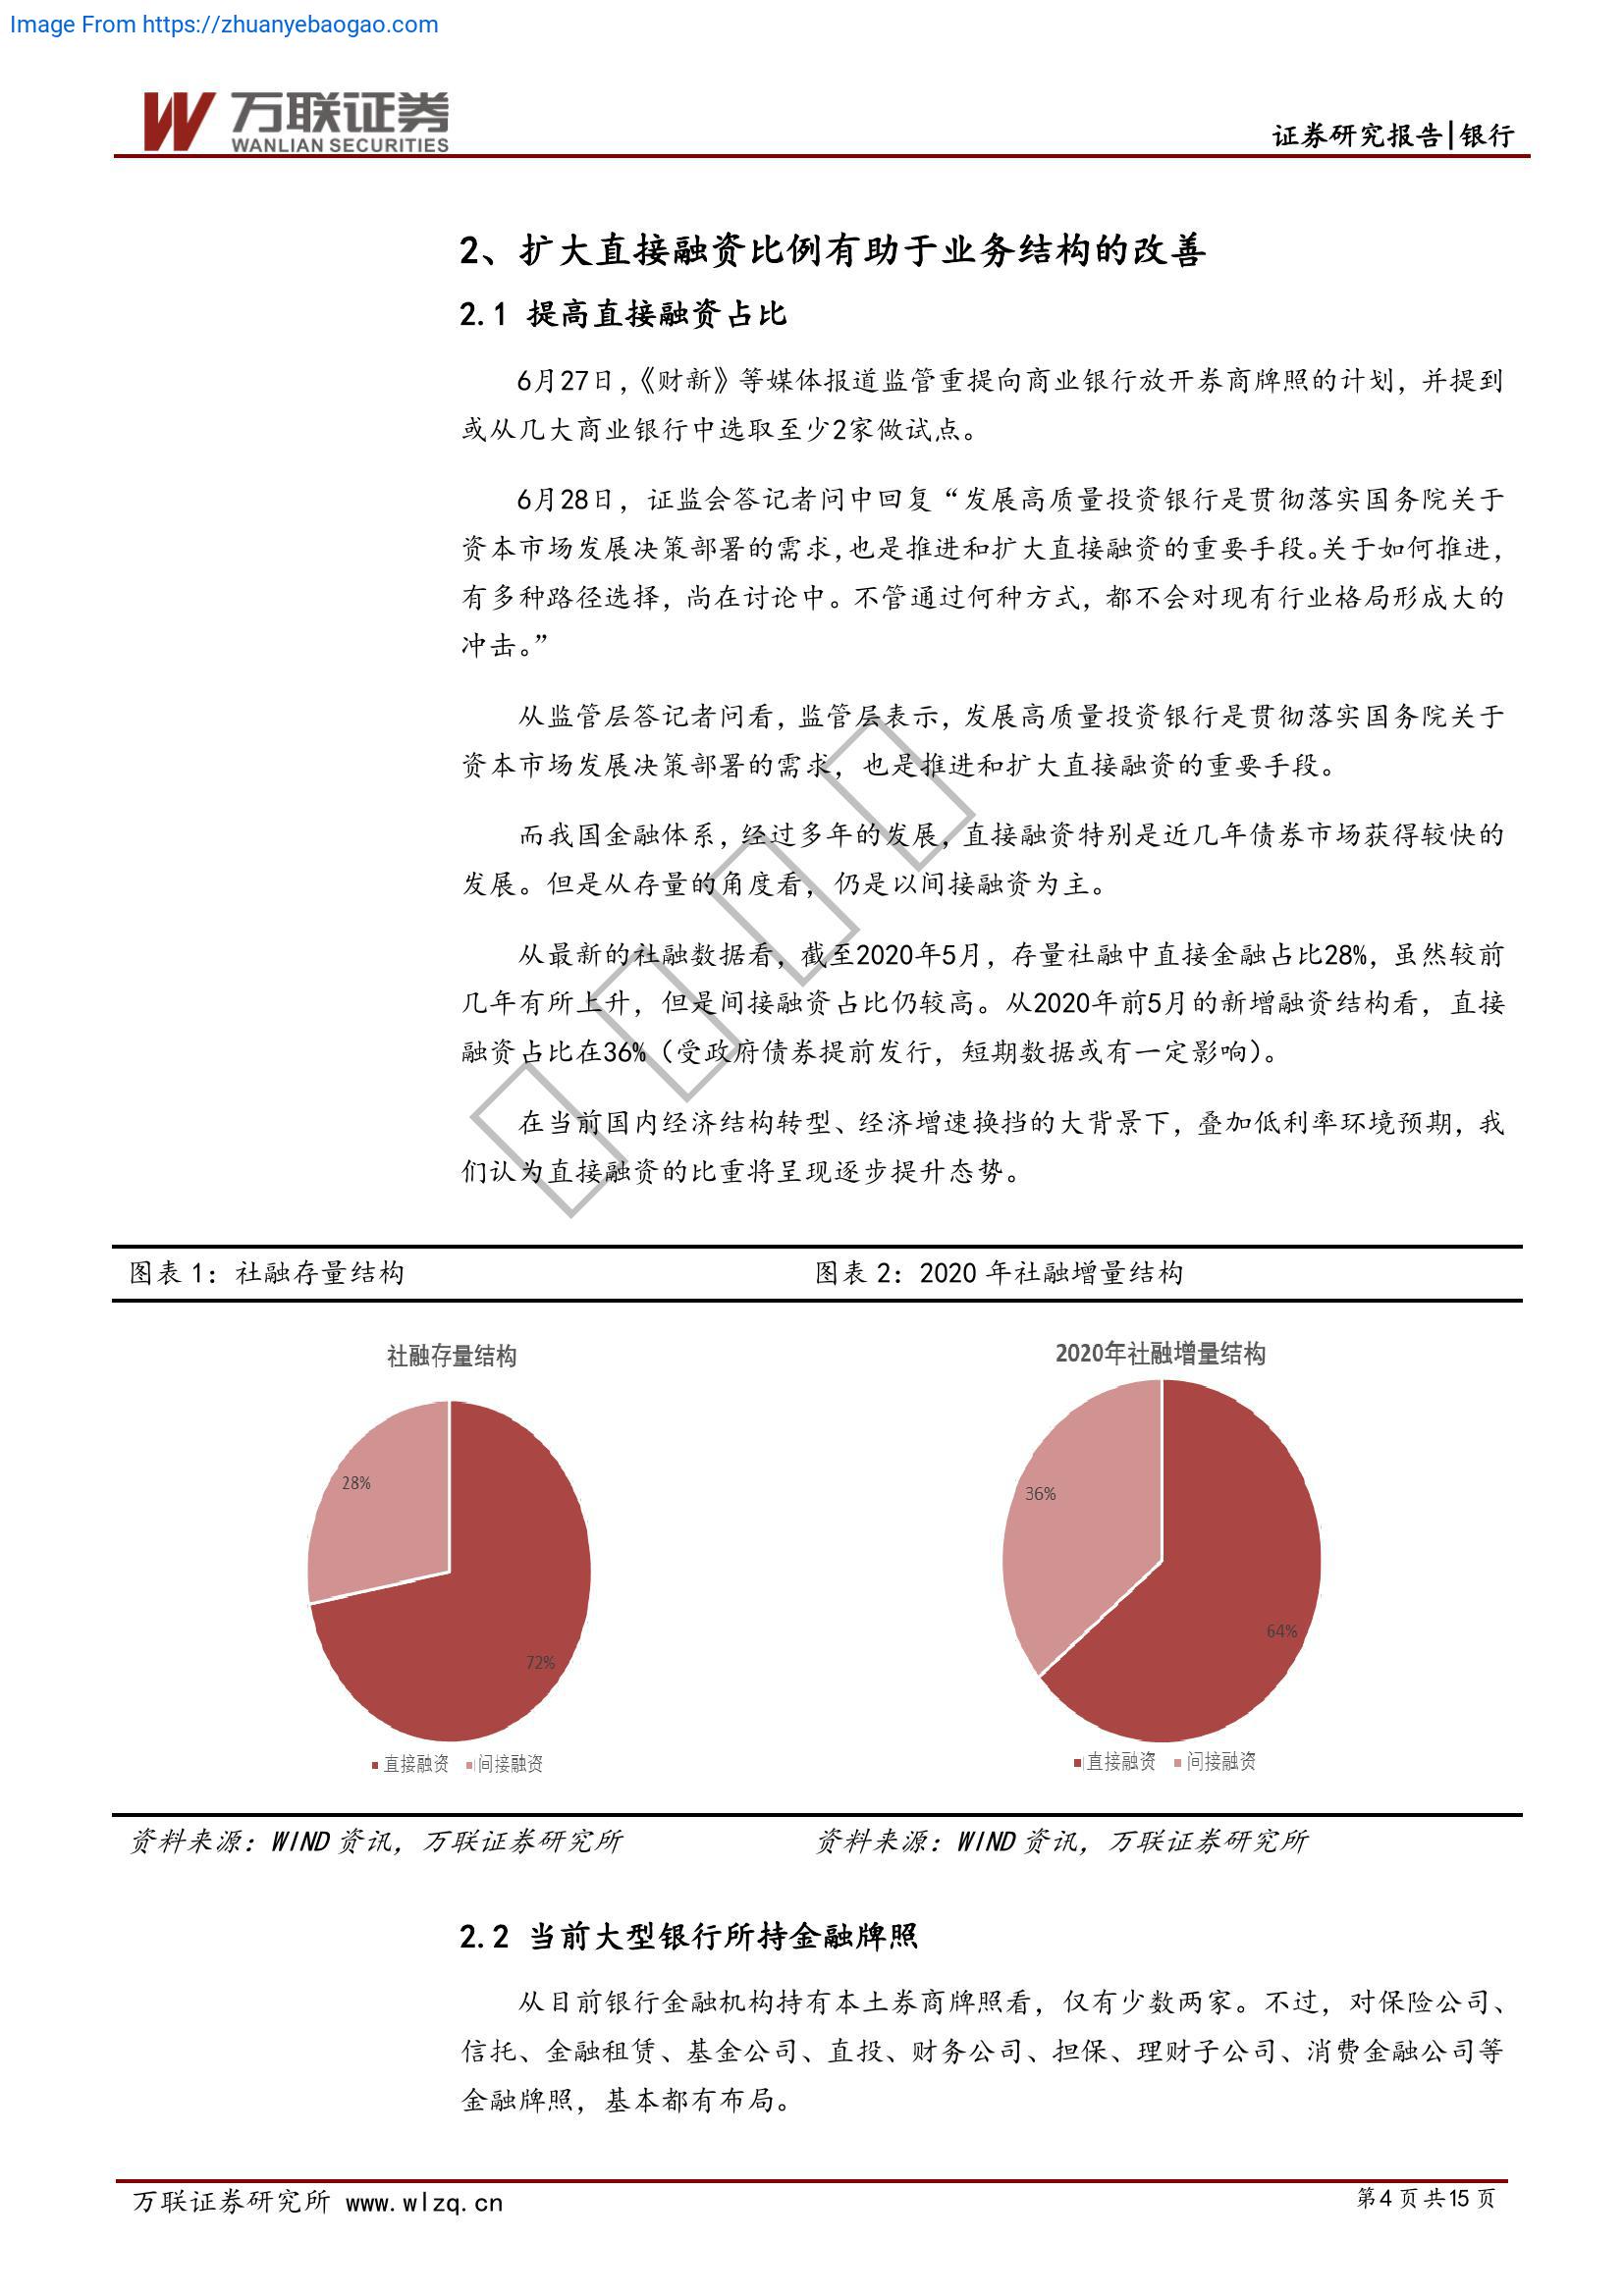 Image From https://zhuanyebaogao.com
万联证券
WANLIAN SECURITIES
证券研究报告|银行
2、扩大直接融资比例有助于业务结构的改善
2.1 提高直接融资占比
6月27日，《财新》等媒体报道监管重提向商业银行放开券商牌照的计划，并提到
或从几大商业银行中选取至少2家做试点。
6月28日，证监会答记者问中回复“发展高质量投资银行是贯彻落实国务院关于
资本市场发展决策部署的需求，也是推进和扩大直接融资的重要手段。关于如何推进，
有多种路径选择，尚在讨论中。不管通过何种方式，都不会对现有行业格局形成大的
冲击。”
从监管层答记者问看，监管层表示，发展高质量投资银行是贯彻落实国务院关于
资本市场发展决策部署的需求，也是推进和扩大直接融资的重要手段。
而我国金融体系，经过多年的发展，直接融资特别是近几年债券市场获得较快的
发展。但是从存量的角度看，仍是以间接融资为主。
从最新的社融数据看，截至2020年5月，存量社融中直接金融占比28%，虽然较前
几年有所上升，但是间接融资占比仍较高。从2020年前5月的新增融资结构看，直接
融资占比在36%（受政府债券提前发行，短期数据或有一定影响）。
在当前国内经济结构转型、经济增速换挡的大背景下，叠加低利率环境预期，我
们认为直接融资的比重将呈现逐步提升态势。
图表 1：社融存量结构
图表 2：2020 年社融增量结构
社融存量结构
28%
72%
直接融资 间接融资
2020年社融增量结构
36%
64%
直接融资 间接融资
资料来源：WIND 资讯，万联证券研究所
资料来源：WIND 资讯，万联证券研究所
2.2 当前大型银行所持金融牌照
从目前银行金融机构持有本土券商牌照看，仅有少数两家。不过，对保险公司、
信托、金融租赁、基金公司、直投、财务公司、担保、理财子公司、消费金融公司等
金融牌照，基本都有布局。
万联证券研究所 www.wlzq.cn
第4页共15页